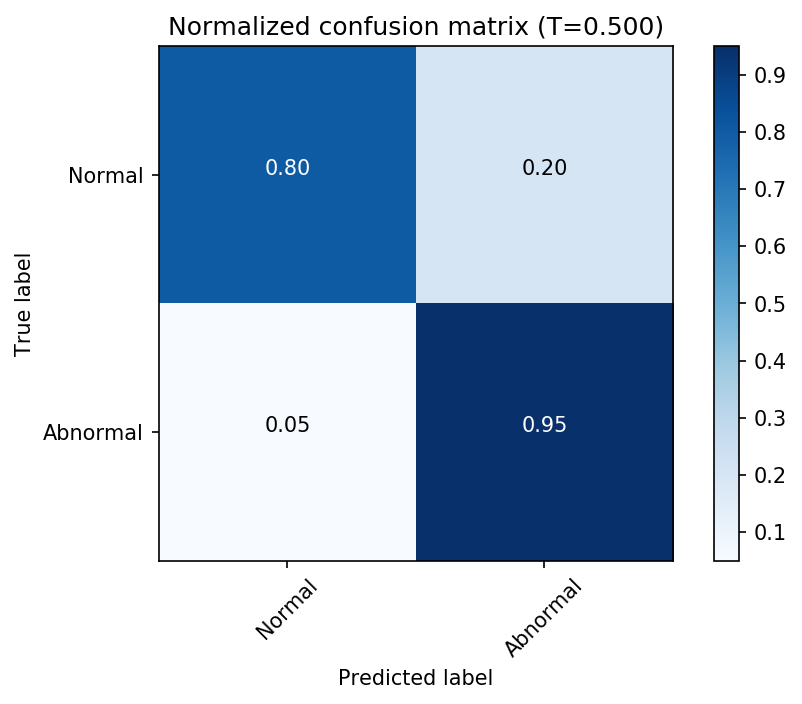 Normalized confusion matrix (T=0.500)
True label
Normal
Abnormal
0.80
0.20
0.05
0.95
Normal
Abnormal
Predicted label
0.9
0.8
0.7
0.6
0.5
0.4
0.3
0.2
0.1